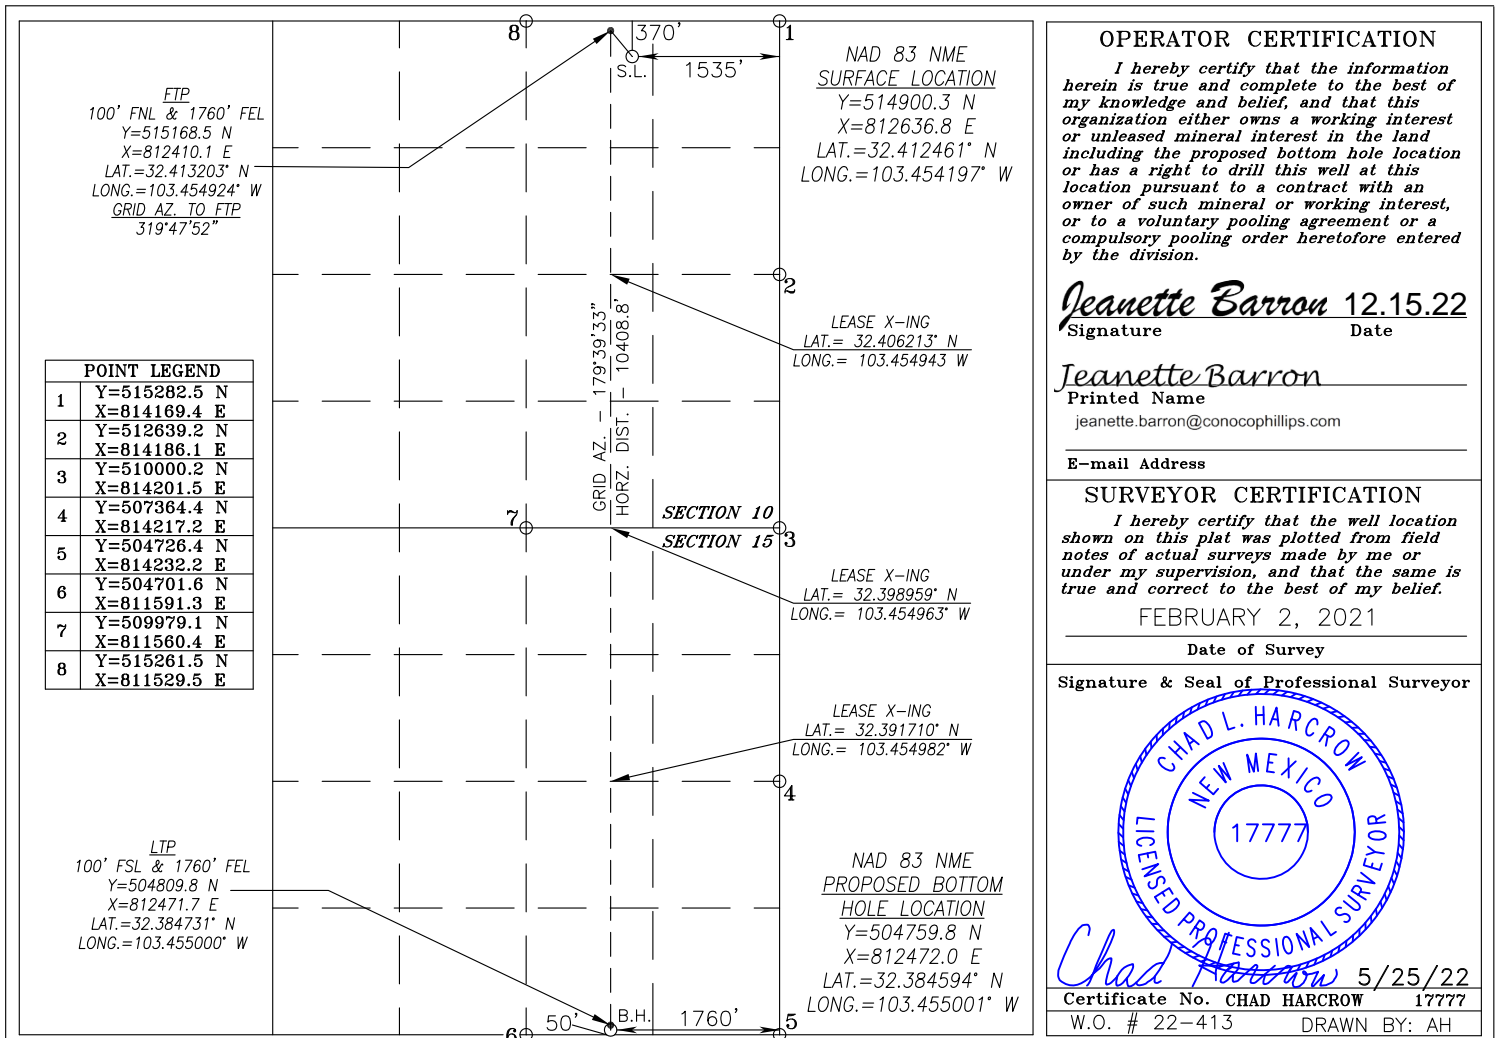 8
370'
1
S.L.
1535'
FTP
100' FNL & 1760' FEL
Y=515168.5 N
X=812410.1 E
LAT.=32.413203° N
LONG.=103.454924° W
GRID AZ. TO FTP
319°47'52"
NAD 83 NME
SURFACE LOCATION
Y=514900.3 N
X=812636.8 E
LAT.=32.412461° N
LONG.=103.454197° W
2
LEASE X-ING
LAT.= 32.406213° N
LONG.= 103.454943 W
GRID AZ. - 179°39'33"
HORZ. DIST. - 10408.8'
POINT LEGEND
1 Y=515282.5 N
X=814169.4 E
2 Y=512639.2 N
X=814186.1 E
3 Y=510000.2 N
X=814201.5 E
4 Y=507364.4 N
X=814217.2 E
5 Y=504726.4 N
X=814232.2 E
6 Y=504701.6 N
X=811591.3 E
7 Y=509979.1 N
X=811560.4 E
8 Y=515261.5 N
X=811529.5 E
7
SECTION 10
SECTION 15
3
LEASE X-ING
LAT.= 32.398959° N
LONG.= 103.454963° W
LEASE X-ING
LAT.= 32.391710° N
LONG.= 103.454982° W
4
LTP
100' FSL & 1760' FEL
Y=504809.8 N
X=812471.7 E
LAT.=32.384731° N
LONG.=103.455000° W
NAD 83 NME
PROPOSED BOTTOM
HOLE LOCATION
Y=504759.8 N
X=812472.0 E
LAT.=32.384594° N
LONG.=103.455001° W
6
50'
B.H.
1760'
5
OPERATOR CERTIFICATION
I hereby certify that the information
herein is true and complete to the best of
my knowledge and belief, and that this
organization either owns a working interest
or unleased mineral interest in the land
including the proposed bottom hole location
or has a right to drill this well at this
location pursuant to a contract with an
owner of such mineral or working interest,
or to a voluntary pooling agreement or a
compulsory pooling order heretofore entered
by the division.
Jeanette Barron 12.15.22
Signature Date
Jeanette Barron
Printed Name
jeanette.barron@conocophillips.com
E-mail Address
SURVEYOR CERTIFICATION
I hereby certify that the well location
shown on this plat was plotted from field
notes of actual surveys made by me or
under my supervision, and that the same is
true and correct to the best of my belief.
FEBRUARY 2, 2021
Date of Survey
Signature & Seal of Professional Surveyor
CHAD L. HARCROW
NEW MEXICO
17777
LICENSED PROFESSIONAL SURVEYOR
Chad Harcrow 5/25/22
Certificate No. CHAD HARCROW 17777
W.O. # 22-413 DRAWN BY: AH